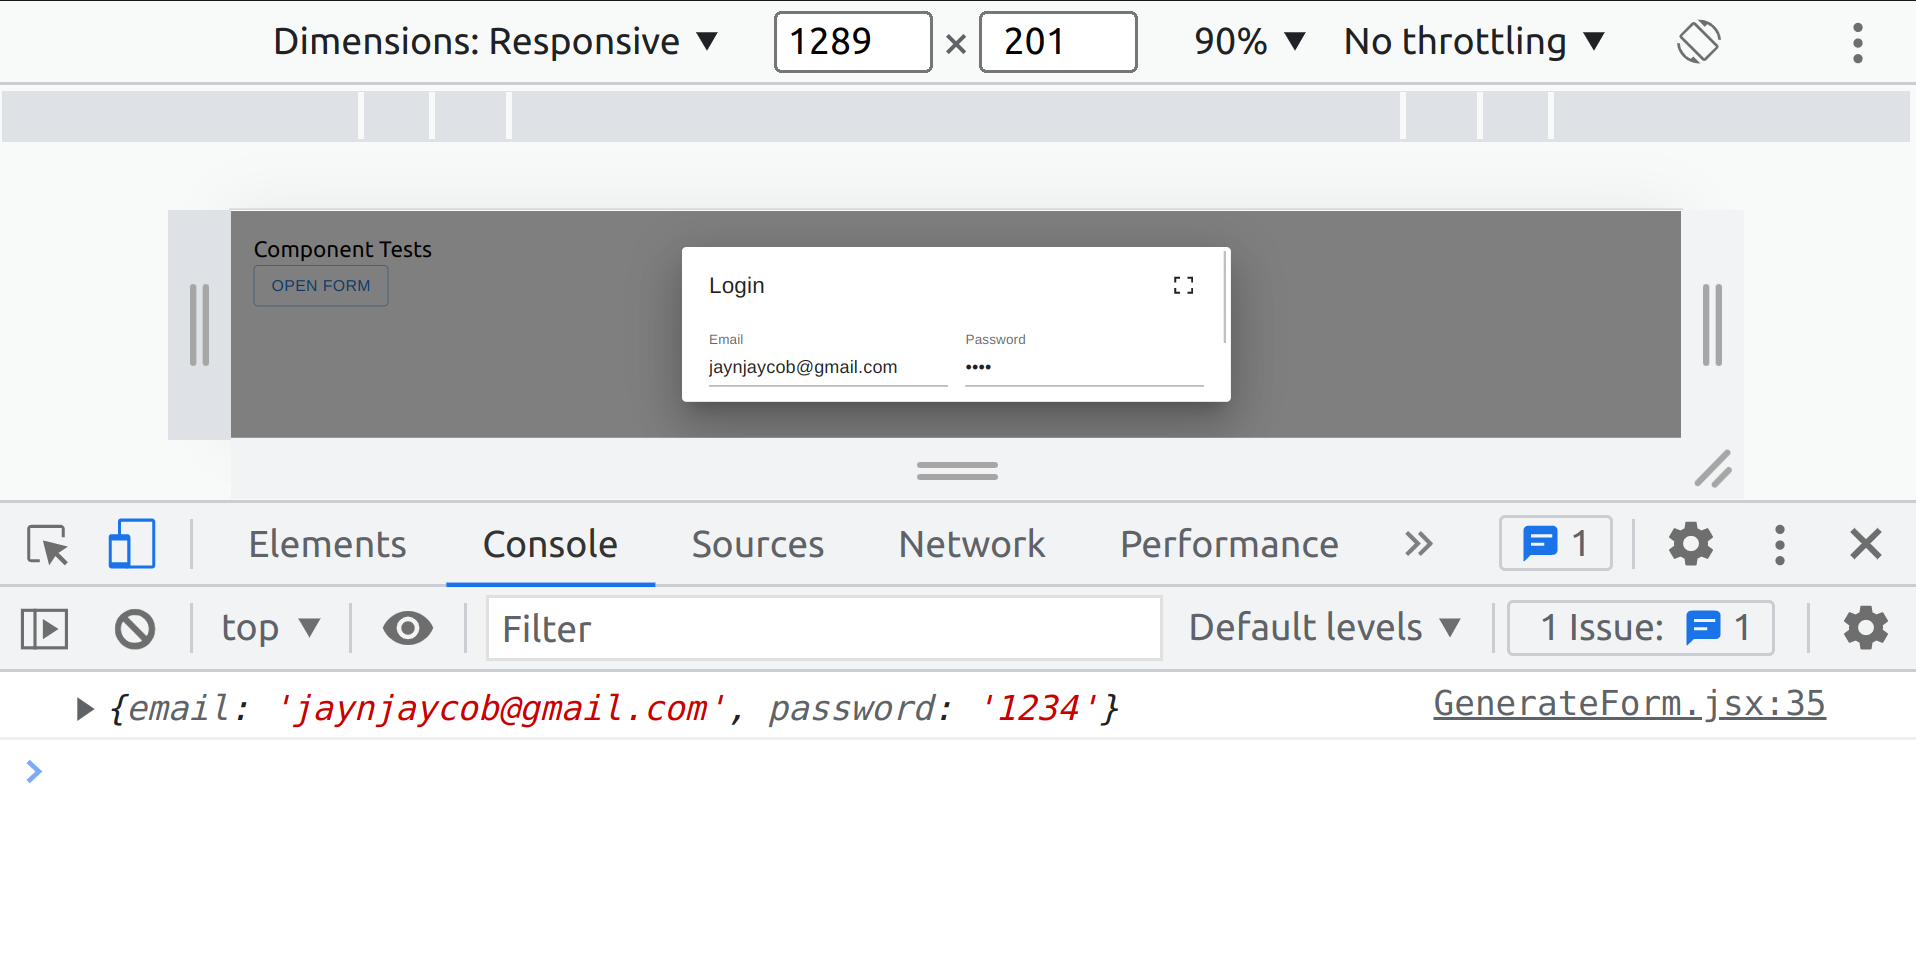 Dimensions: Responsive ▼ 1289 × 201 90% ▼ No throttling ▼
Component Tests
OPEN FORM
Login
Email Password
jaynjaycob@gmail.com ••••
Elements Console Sources Network Performance » 1
top ▼ Filter Default levels ▼ 1 Issue: 1
{email: 'jaynjaycob@gmail.com', password: '1234'} GenerateForm.jsx:35